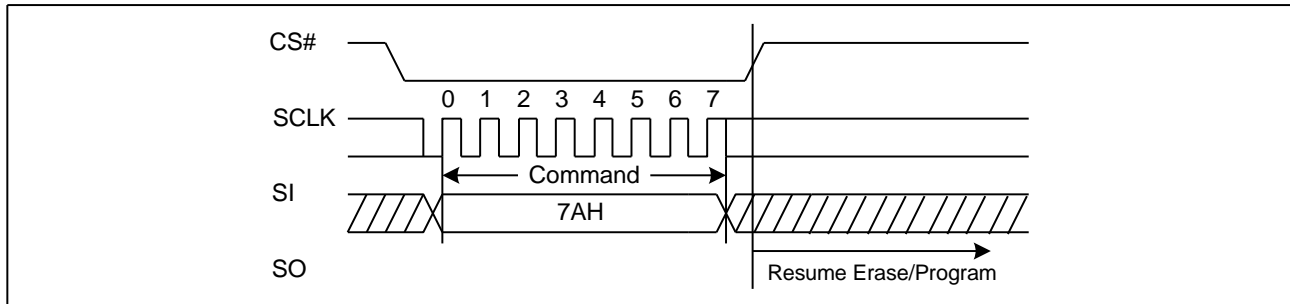 CS#
0 1 2 3 4 5 6 7
SCLK
Command
SI
7AH
SO
Resume Erase/Program